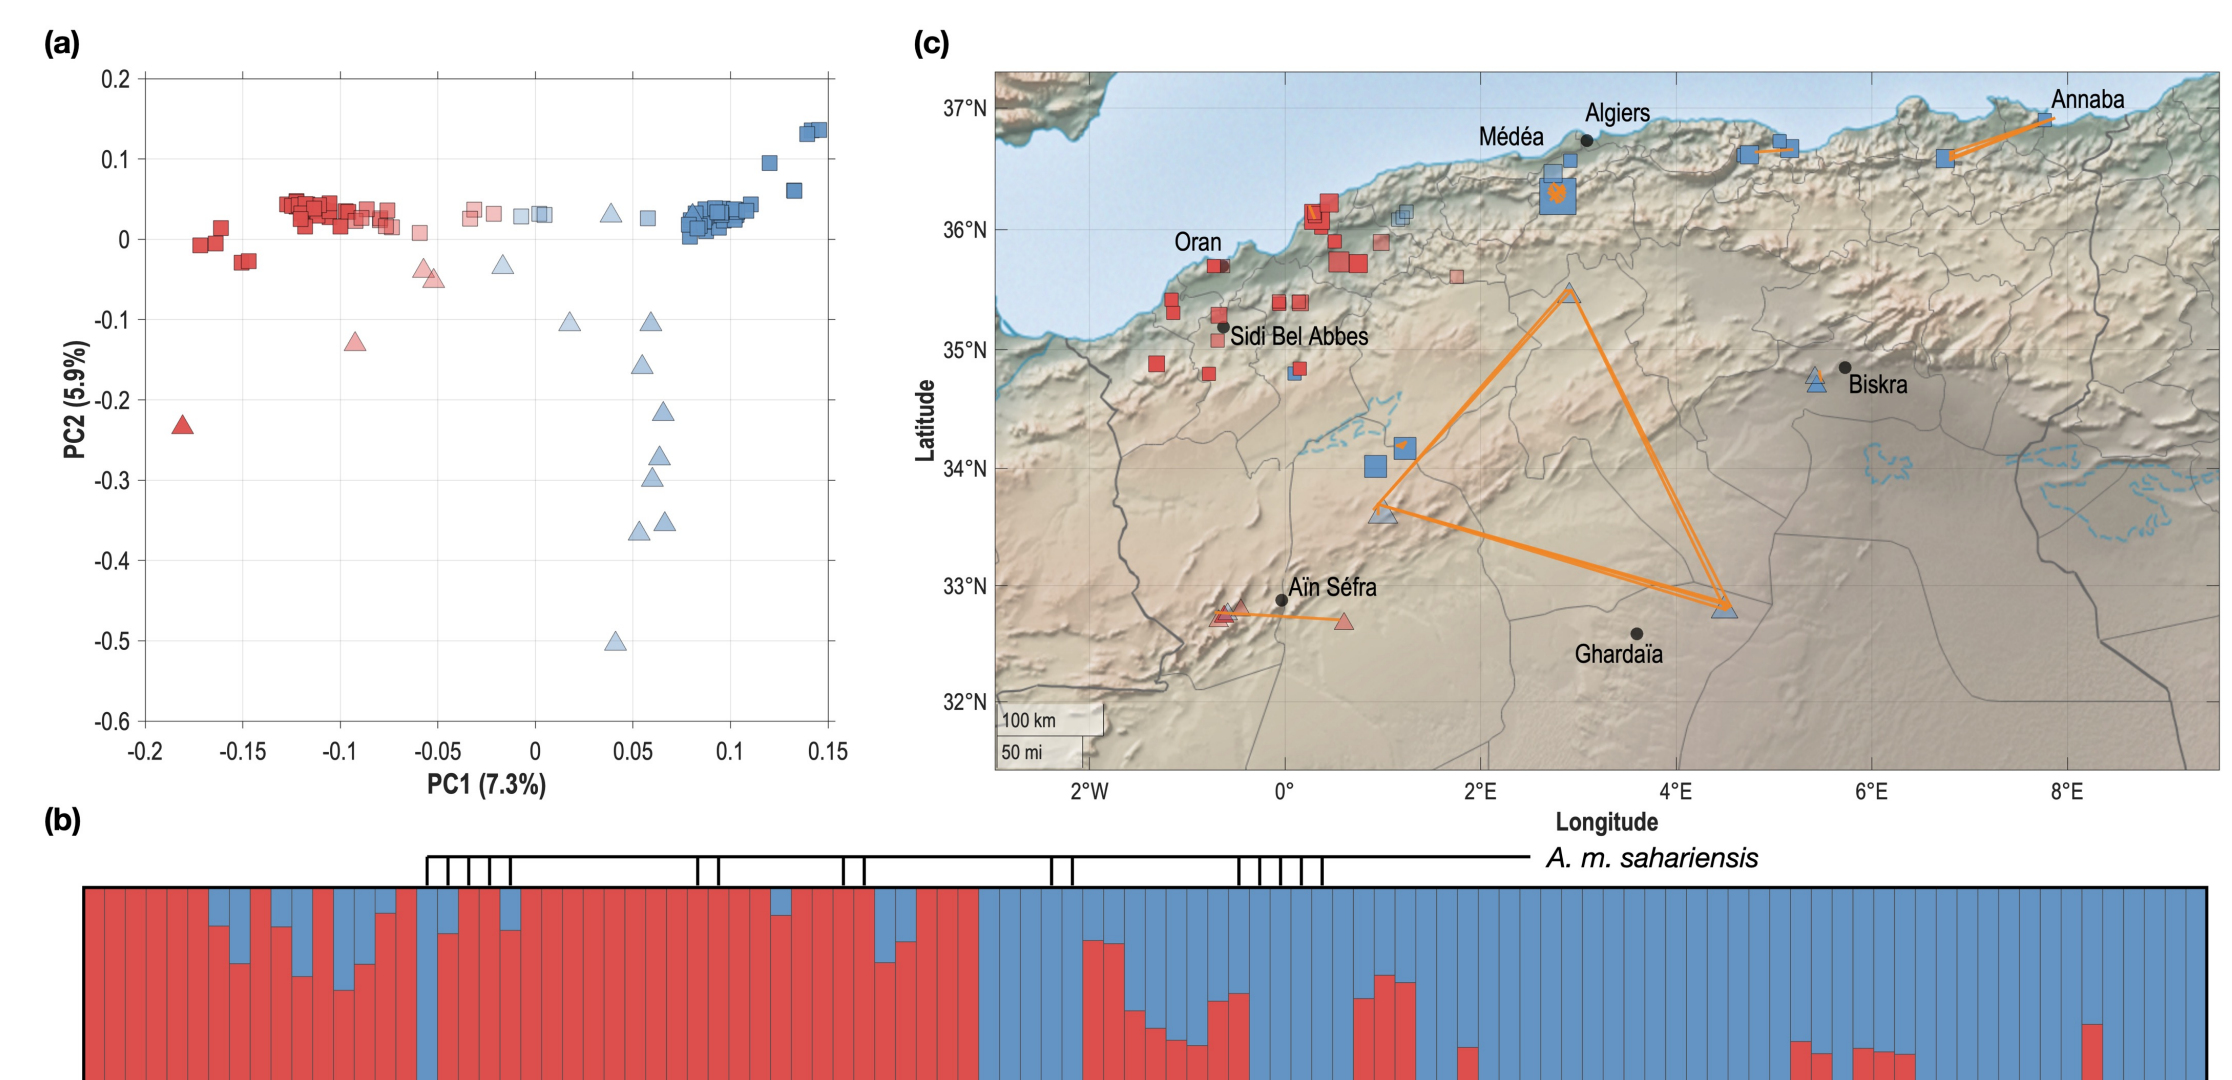 (a)
0.2
0.1
0
-0.1
-0.2
-0.3
-0.4
-0.5
-0.6
PC2 (5.9%)
-0.2 -0.15 -0.1 -0.05 0 0.05 0.1 0.15
PC1 (7.3%)
(c)
37°N
36°N
35°N
34°N
33°N
32°N
Latitude
Annaba
Algiers
Médéa
Oran
Sidi Bel Abbes
Biskra
Aïn Séfra
Ghardaïa
100 km
50 mi
2°W 0° 2°E 4°E 6°E 8°E
Longitude
(b)
A. m. sahariensis